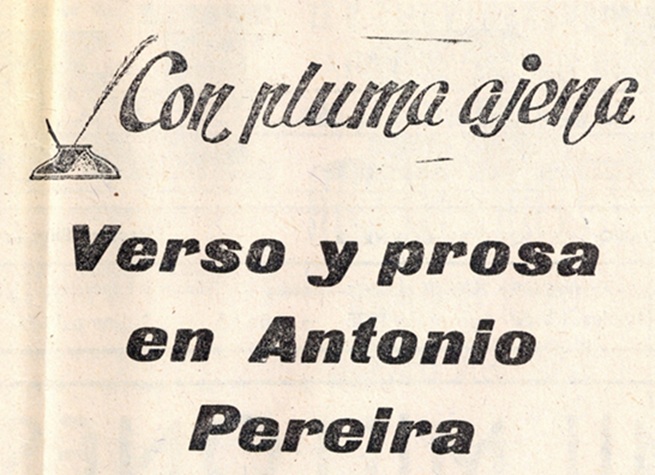 Con pluma ajena
Verso y prosa
en Antonio
Pereira